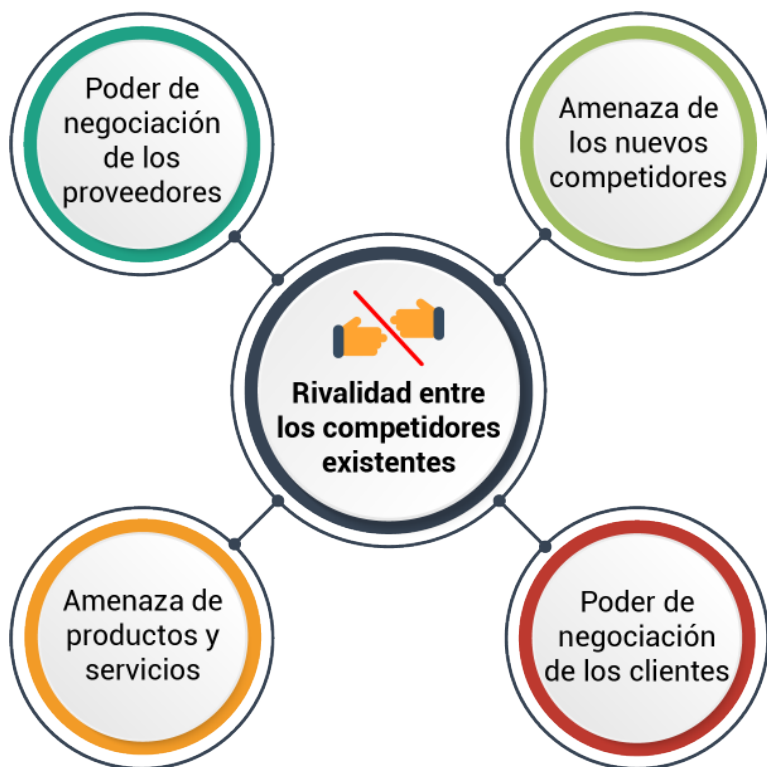 Poder de
negociación
de los
proveedores
Amenaza de
los nuevos
competidores
Rivalidad entre
los competidores
existentes
Amenaza de
productos y
servicios
Poder de
negociación
de los clientes